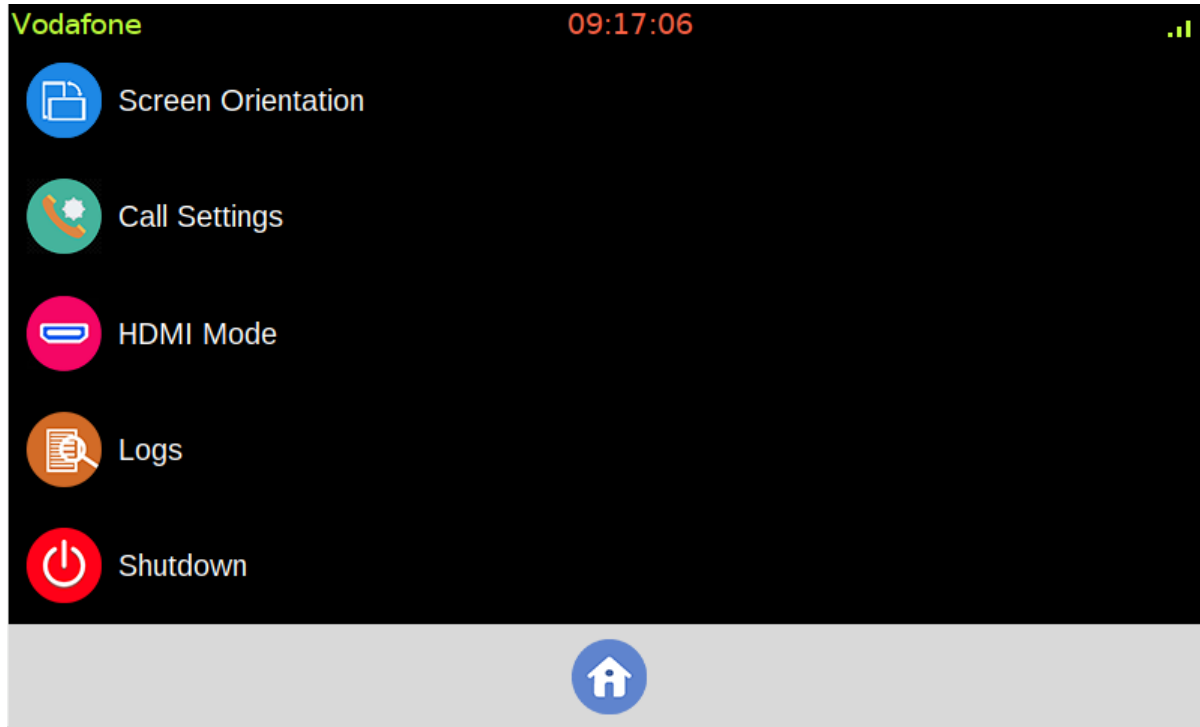 Vodafone 09:17:06
Screen Orientation
Call Settings
HDMI Mode
Logs
Shutdown